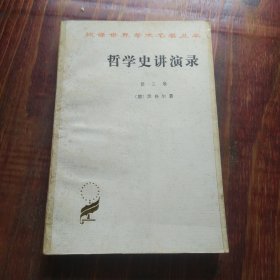 汉译世界学术名著丛书
哲学史讲演录
第三卷
〔德〕黑格尔 著